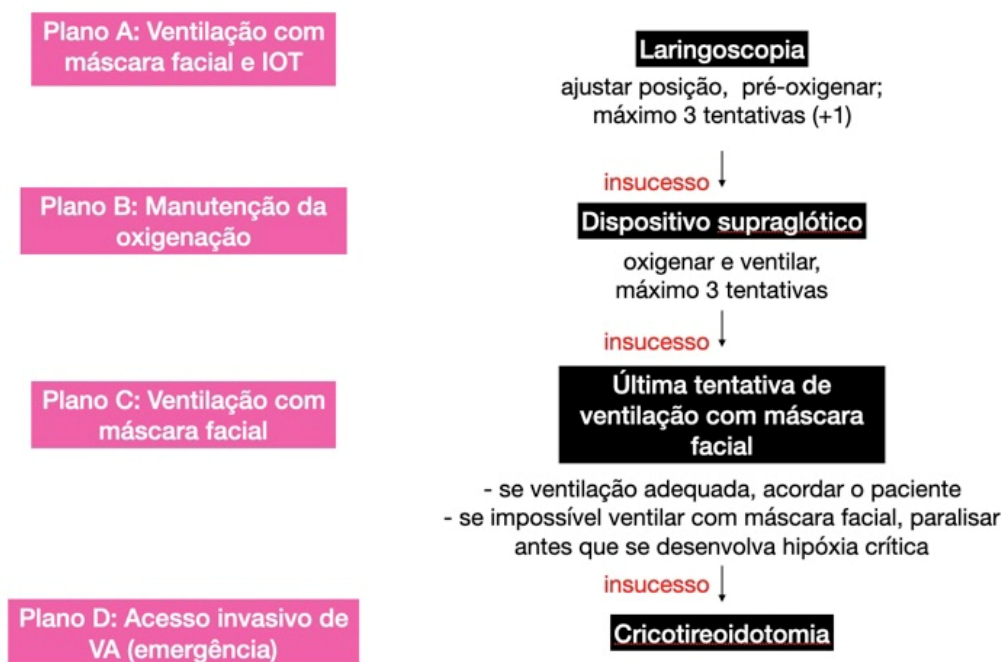 Plano A: Ventilação com
máscara facial e IOT
Laringoscopia
ajustar posição, pré-oxigenar;
máximo 3 tentativas (+1)
insucesso
Plano B: Manutenção da
oxigenação
Dispositivo supraglótico
oxigenar e ventilar,
máximo 3 tentativas
insucesso
Plano C: Ventilação com
máscara facial
Última tentativa de
ventilação com máscara
facial
- se ventilação adequada, acordar o paciente
- se impossível ventilar com máscara facial, paralisar
antes que se desenvolva hipóxia crítica
insucesso
Plano D: Acesso invasivo de
VA (emergência)
Cricotireoidotomia